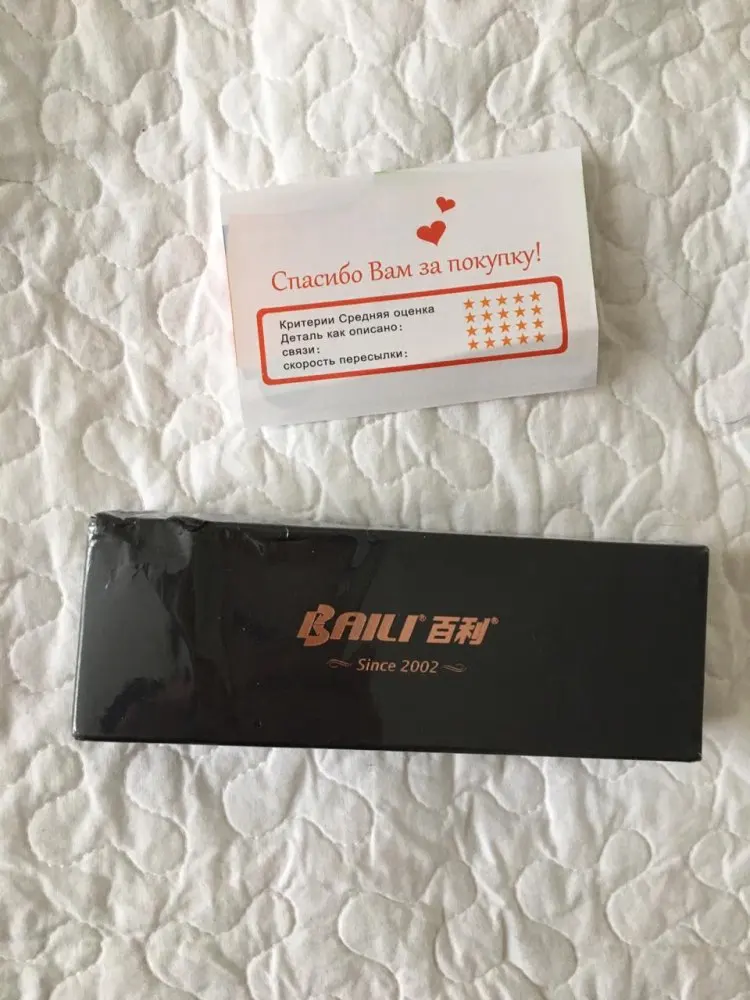 Спасибо Вам за покупку!
Критерии Средняя оценка ★★★★★
Деталь как описано: ★★★★★
связи: ★★★★★
скорость пересылки: ★★★★★
BAILI® 百利®
Since 2002